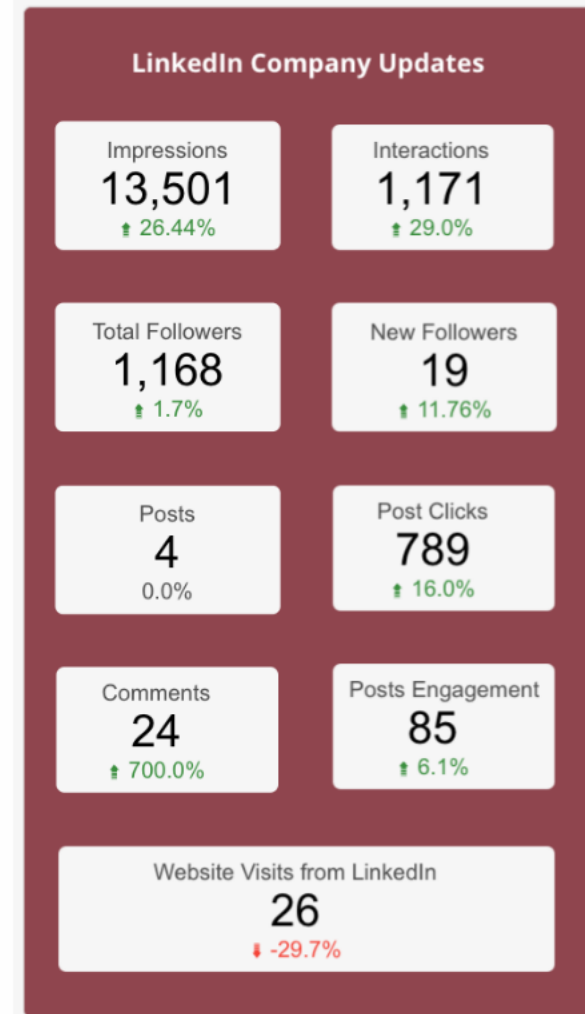 LinkedIn Company Updates
Impressions
13,501
26.44%
Interactions
1,171
29.0%
Total Followers
1,168
1.7%
New Followers
19
11.76%
Posts
4
0.0%
Post Clicks
789
16.0%
Comments
24
700.0%
Posts Engagement
85
6.1%
Website Visits from LinkedIn
26
-29.7%